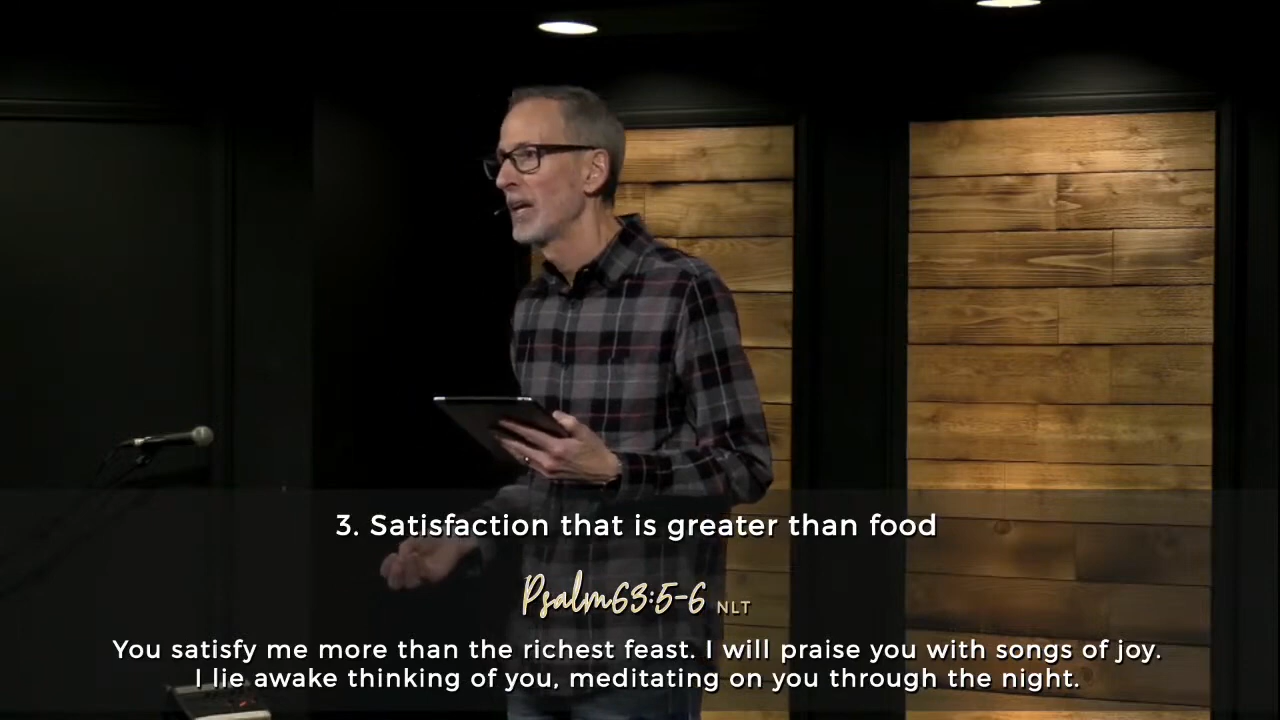 3. Satisfaction that is greater than food
Psalm63:5-6 NLT
You satisfy me more than the richest feast. I will praise you with songs of joy.
I lie awake thinking of you, meditating on you through the night.